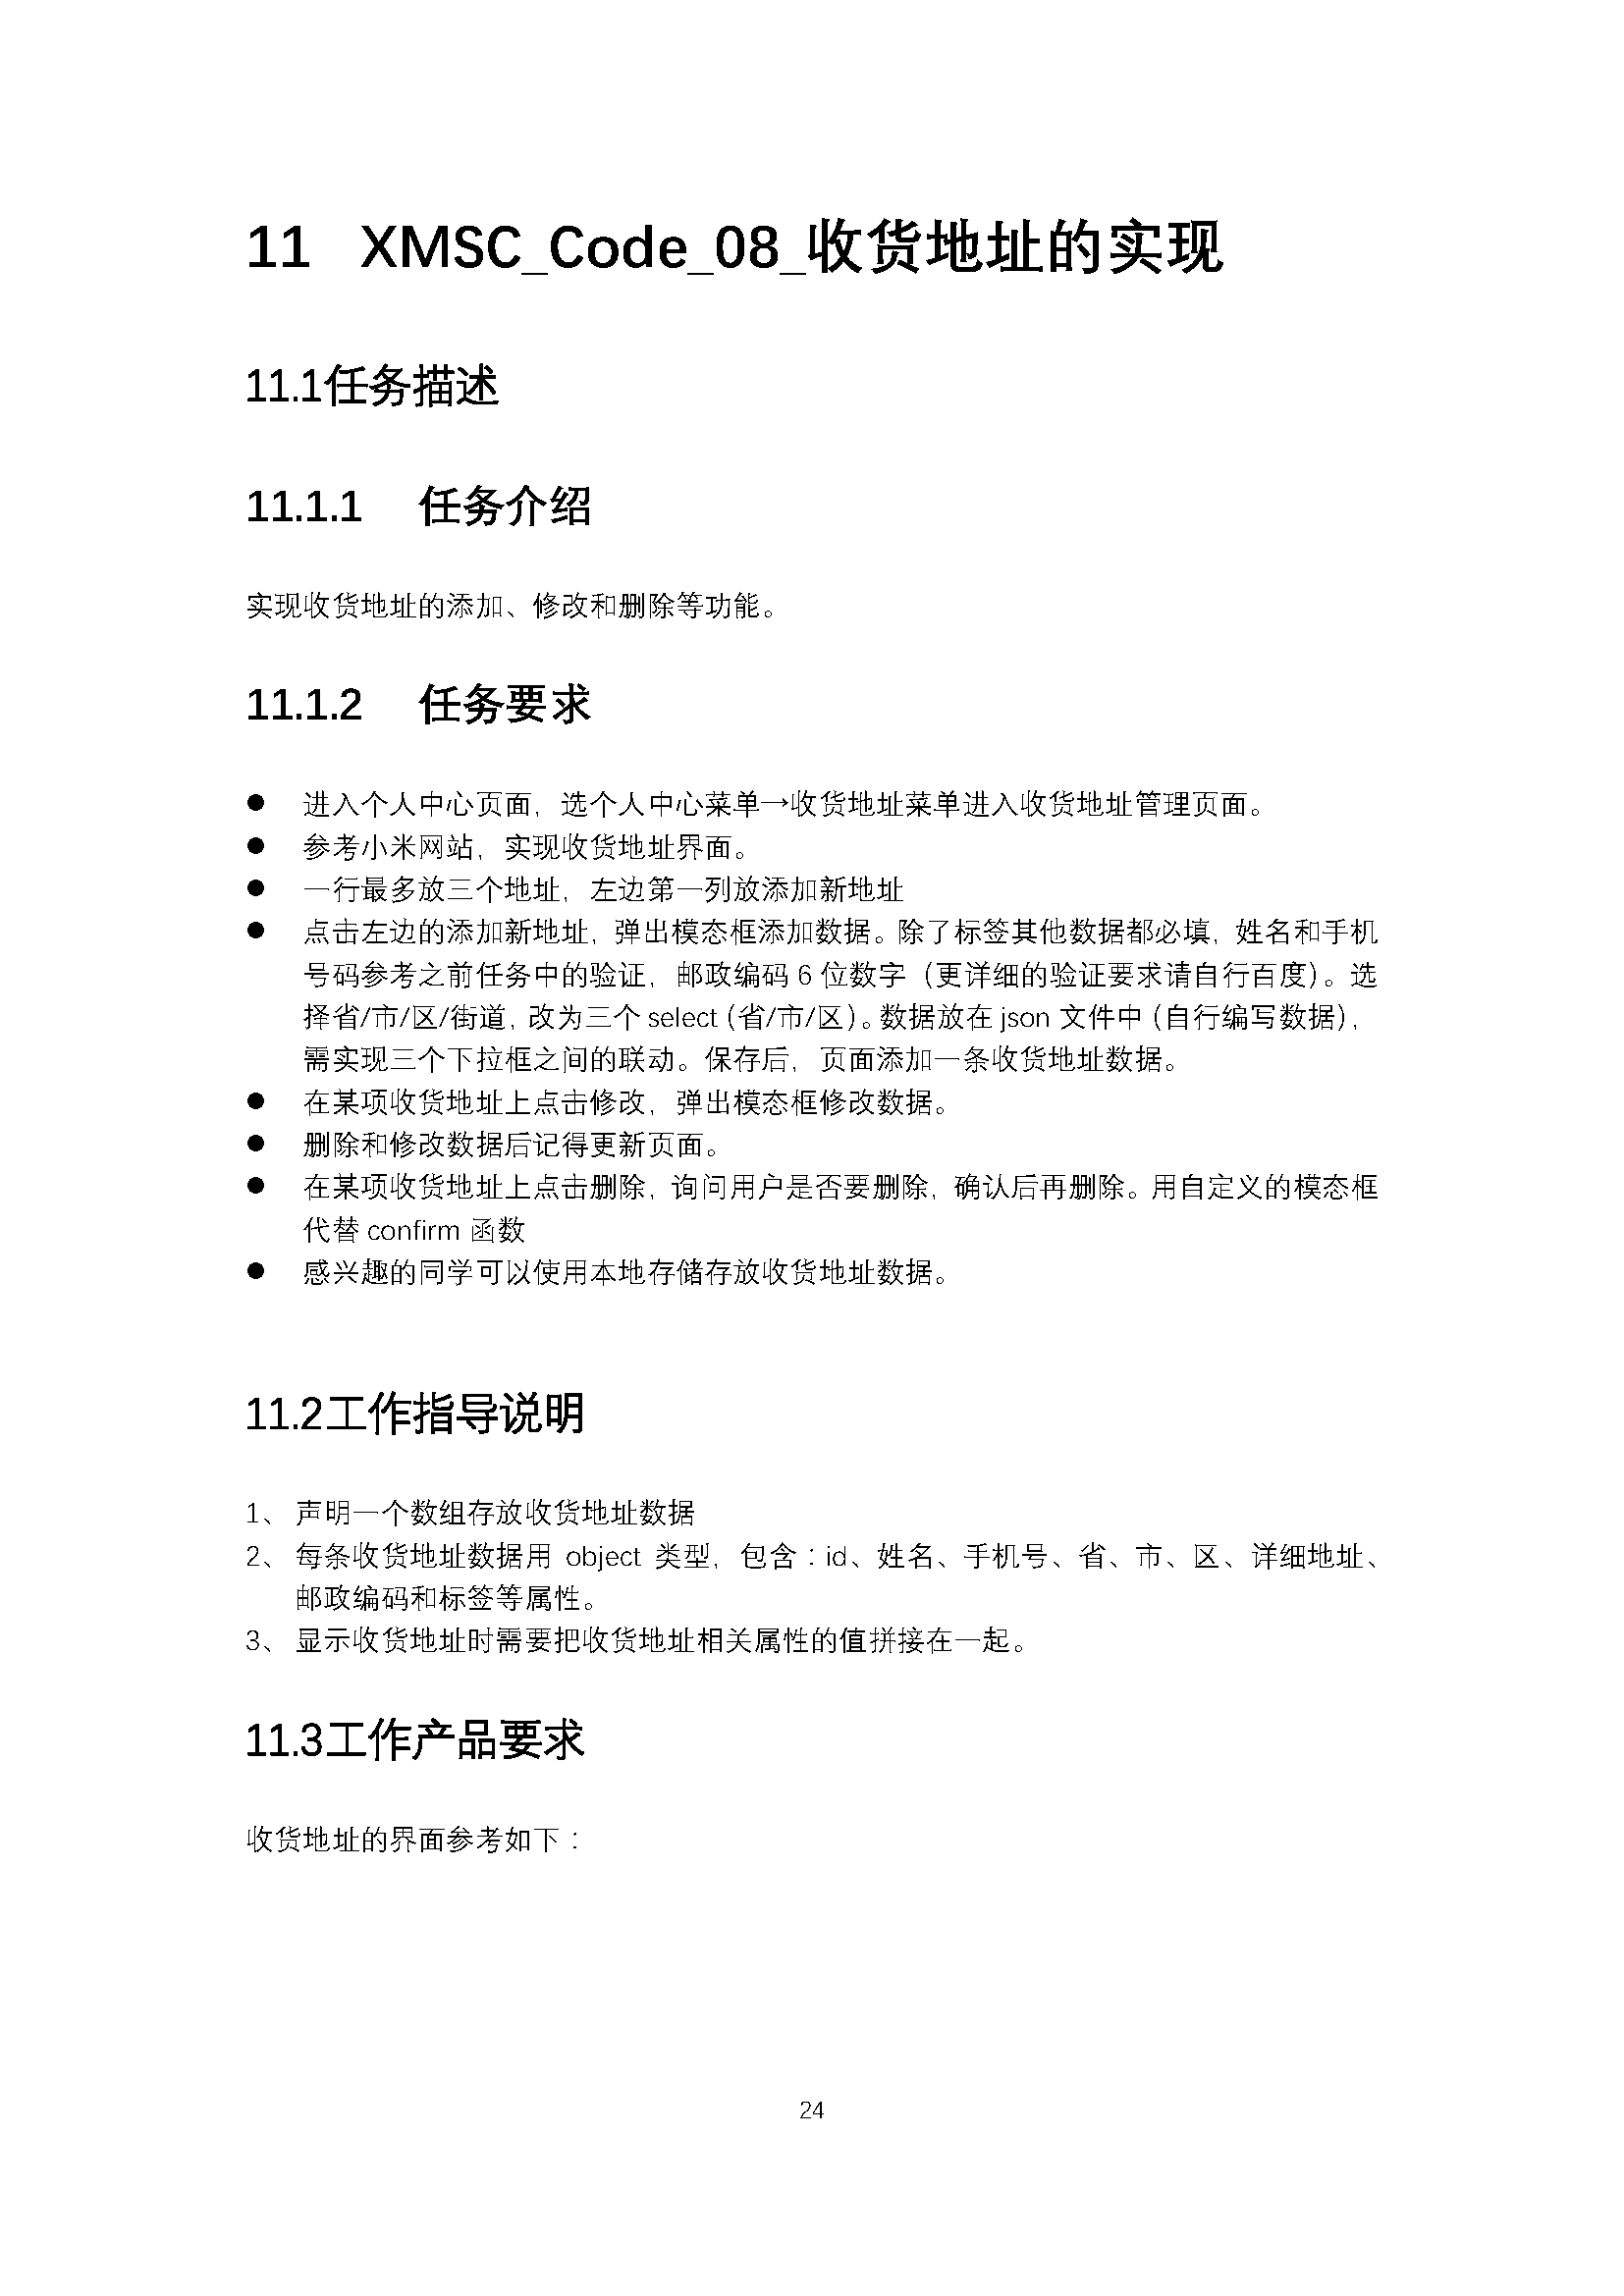 11 XMSC_Code_08_收货地址的实现
11.1任务描述
11.1.1 任务介绍
实现收货地址的添加、修改和删除等功能。
11.1.2 任务要求
● 进入个人中心页面，选个人中心菜单→收货地址菜单进入收货地址管理页面。
● 参考小米网站，实现收货地址界面。
● 一行最多放三个地址，左边第一列放添加新地址
● 点击左边的添加新地址，弹出模态框添加数据。除了标签其他数据都必填，姓名和手机
号码参考之前任务中的验证，邮政编码 6 位数字（更详细的验证要求请自行百度）。选
择省/市/区/街道，改为三个 select（省/市/区）。数据放在 json 文件中（自行编写数据），
需实现三个下拉框之间的联动。保存后，页面添加一条收货地址数据。
● 在某项收货地址上点击修改，弹出模态框修改数据。
● 删除和修改数据后记得更新页面。
● 在某项收货地址上点击删除，询问用户是否要删除，确认后再删除。用自定义的模态框
代替 confirm 函数
● 感兴趣的同学可以使用本地存储存放收货地址数据。
11.2工作指导说明
1、 声明一个数组存放收货地址数据
2、 每条收货地址数据用 object 类型，包含：id、姓名、手机号、省、市、区、详细地址、
邮政编码和标签等属性。
3、 显示收货地址时需要把收货地址相关属性的值拼接在一起。
11.3工作产品要求
收货地址的界面参考如下：
24